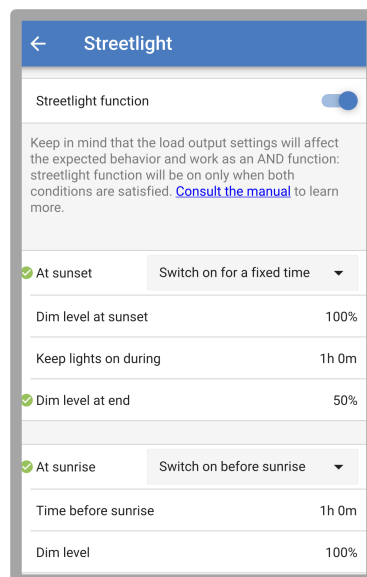 Streetlight
Streetlight function
Keep in mind that the load output settings will affect
the expected behavior and work as an AND function:
streetlight function will be on only when both
conditions are satisfied. Consult the manual to learn
more.
At sunset Switch on for a fixed time
Dim level at sunset 100%
Keep lights on during 1h 0m
Dim level at end 50%
At sunrise Switch on before sunrise
Time before sunrise 1h 0m
Dim level 100%